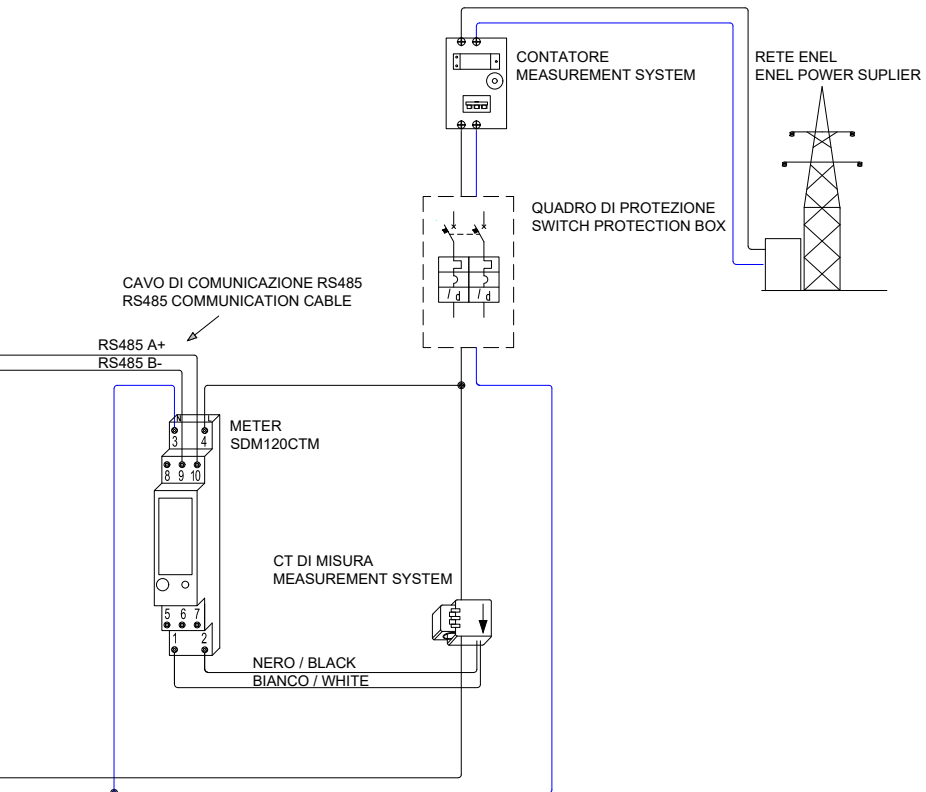 CONTATORE
MEASUREMENT SYSTEM
RETE ENEL
ENEL POWER SUPLIER
QUADRO DI PROTEZIONE
SWITCH PROTECTION BOX
CAVO DI COMUNICAZIONE RS485
RS485 COMMUNICATION CABLE
RS485 A+
RS485 B-
N L
3 4
METER
SDM120CTM
8 9 10
I d I d
CT DI MISURA
MEASUREMENT SYSTEM
5 6 7
1 2
NERO / BLACK
BIANCO / WHITE